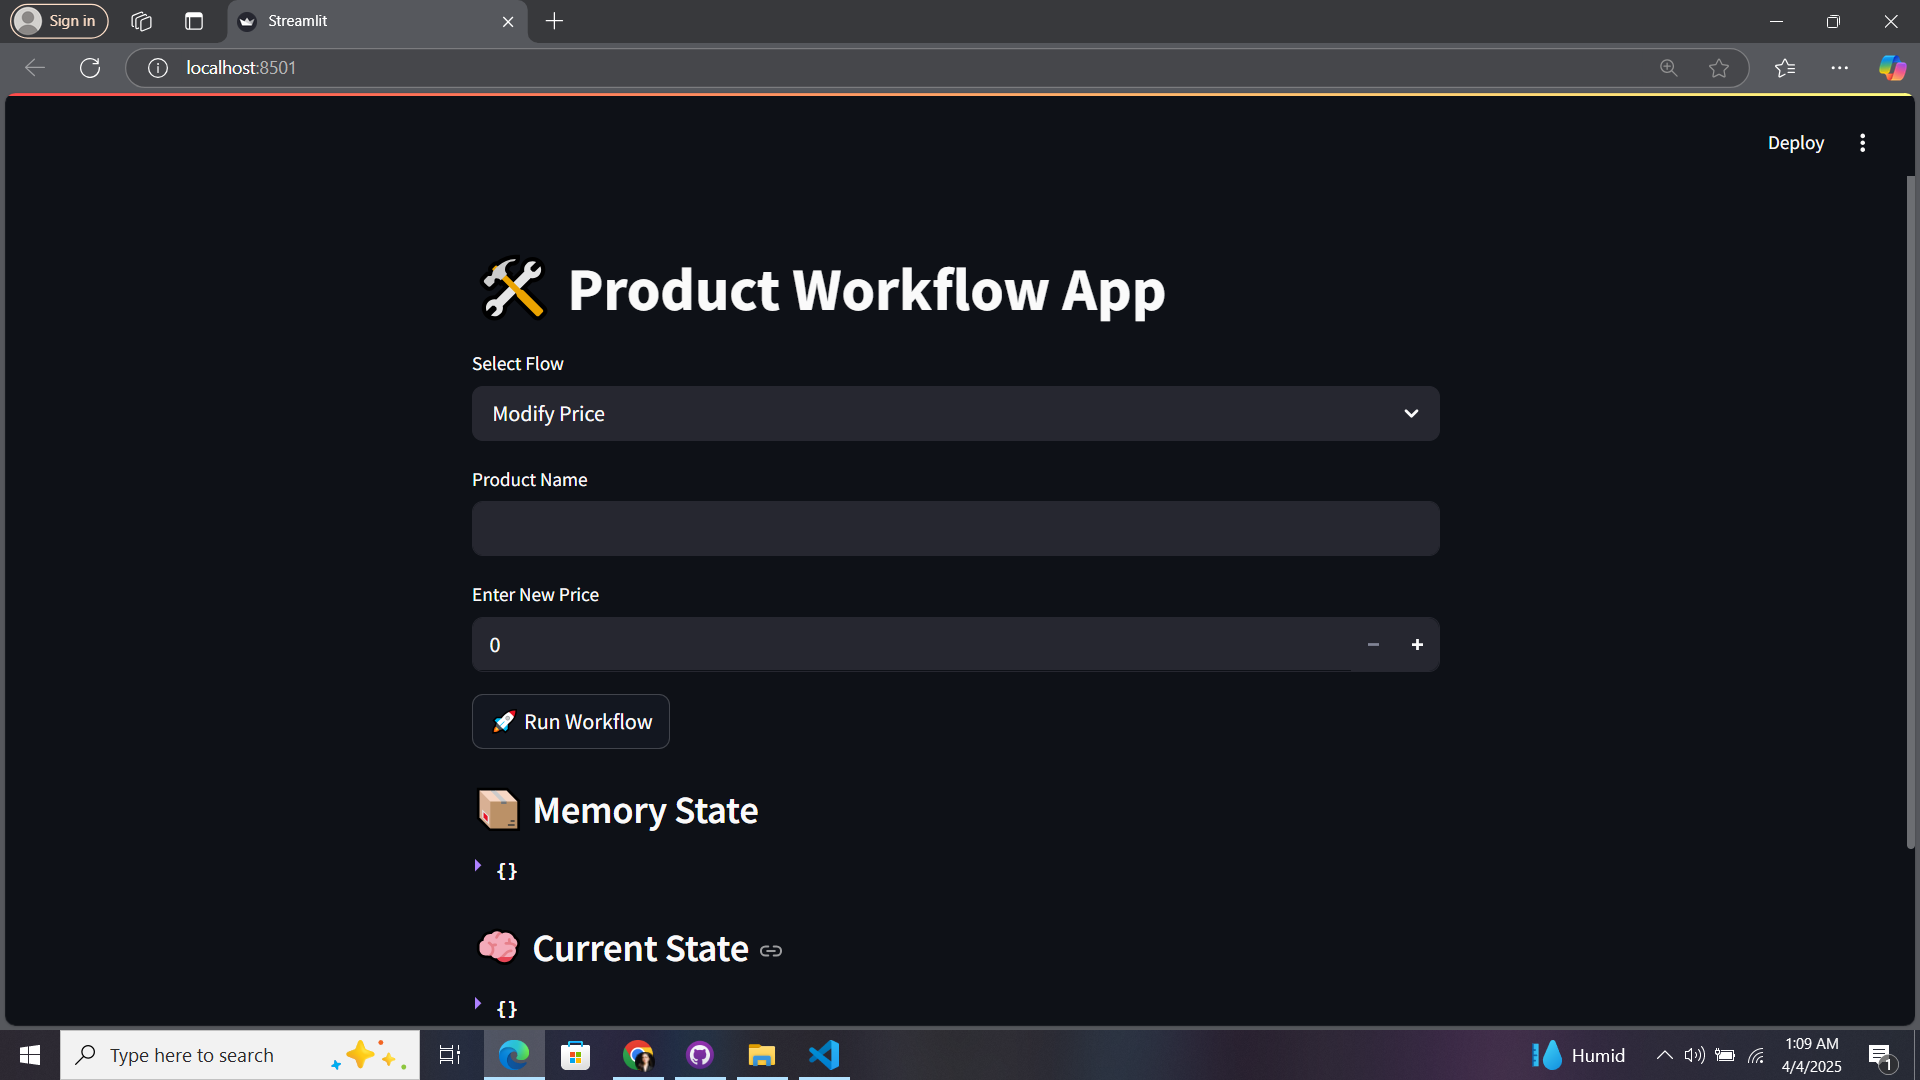 Sign in
Streamlit
localhost:8501
Deploy
Product Workflow App
Select Flow
Modify Price
Product Name
Enter New Price
0
Run Workflow
Memory State
{}
Current State
{}
Type here to search
Humid
1:09 AM
4/4/2025
1